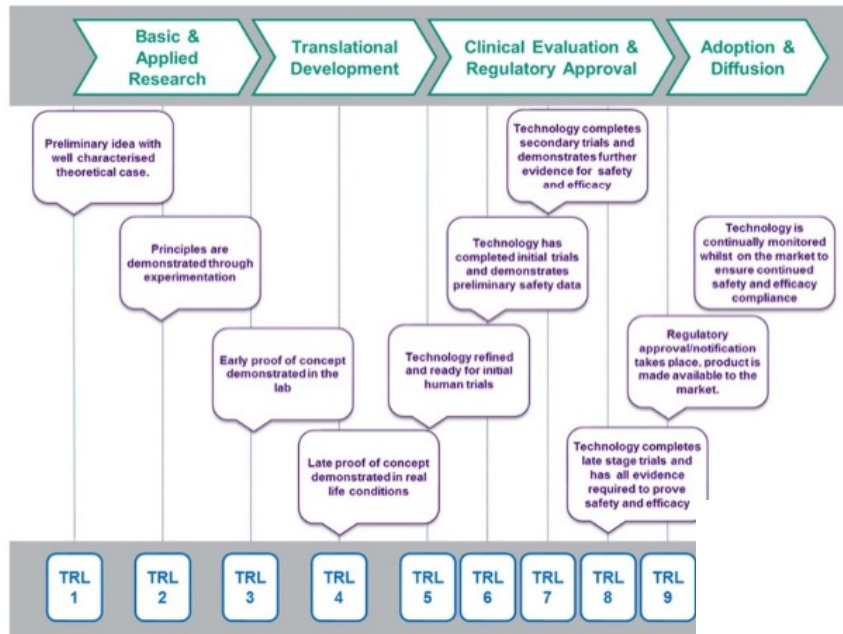 Basic &
Applied
Research
Translational
Development
Clinical Evaluation &
Regulatory Approval
Adoption &
Diffusion
Preliminary idea with
well characterised
theoretical case.
Technology completes
secondary trials and
demonstrates further
evidence for safety
and efficacy
Principles are
demonstrated through
experimentation
Technology has
completed initial trials
and demonstrates
preliminary safety data
Technology is
continually monitored
whilst on the market to
ensure continued
safety and efficacy
compliance
Early proof of concept
demonstrated in the
lab
Technology refined
and ready for initial
human trials
Regulatory
approval/notification
takes place, product is
made available to the
market.
Late proof of concept
demonstrated in real
life conditions
Technology completes
late stage trials and
has all evidence
required to prove
safety and efficacy
TRL
1
TRL
2
TRL
3
TRL
4
TRL
5
TRL
6
TRL
7
TRL
8
TRL
9